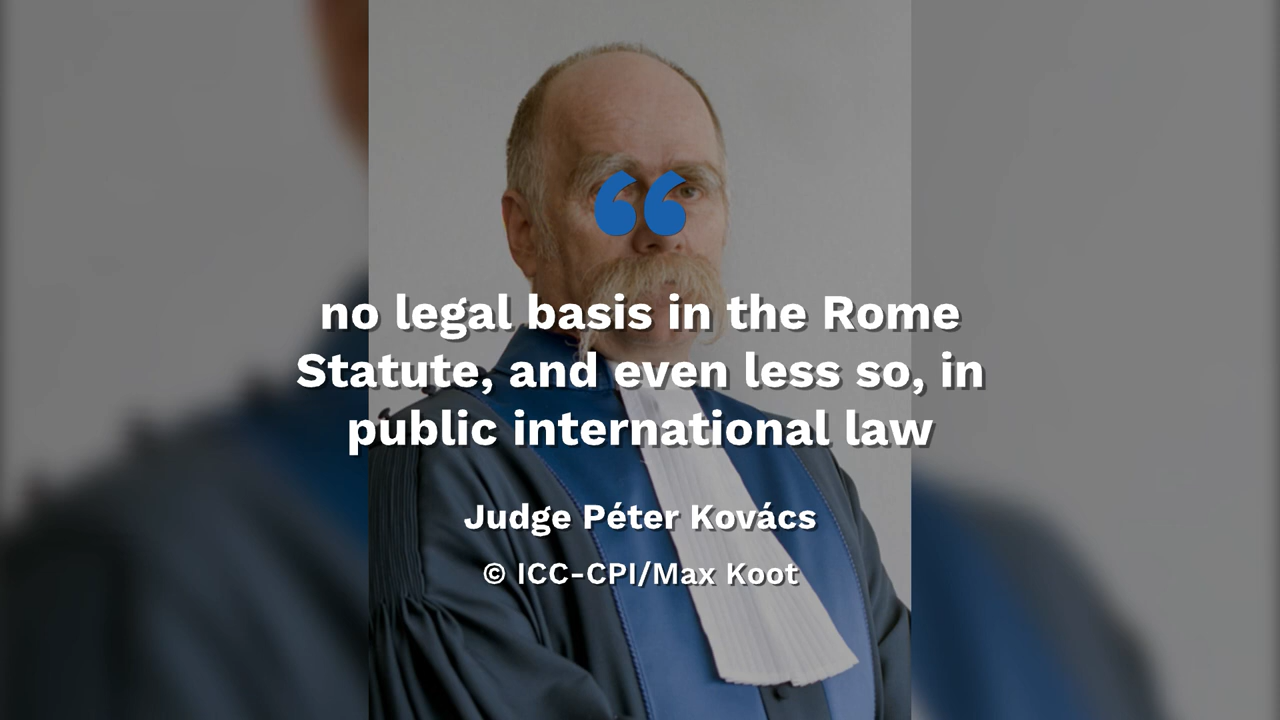 “
no legal basis in the Rome
Statute, and even less so, in
public international law
Judge Péter Kovács
© ICC-CPI/Max Koot